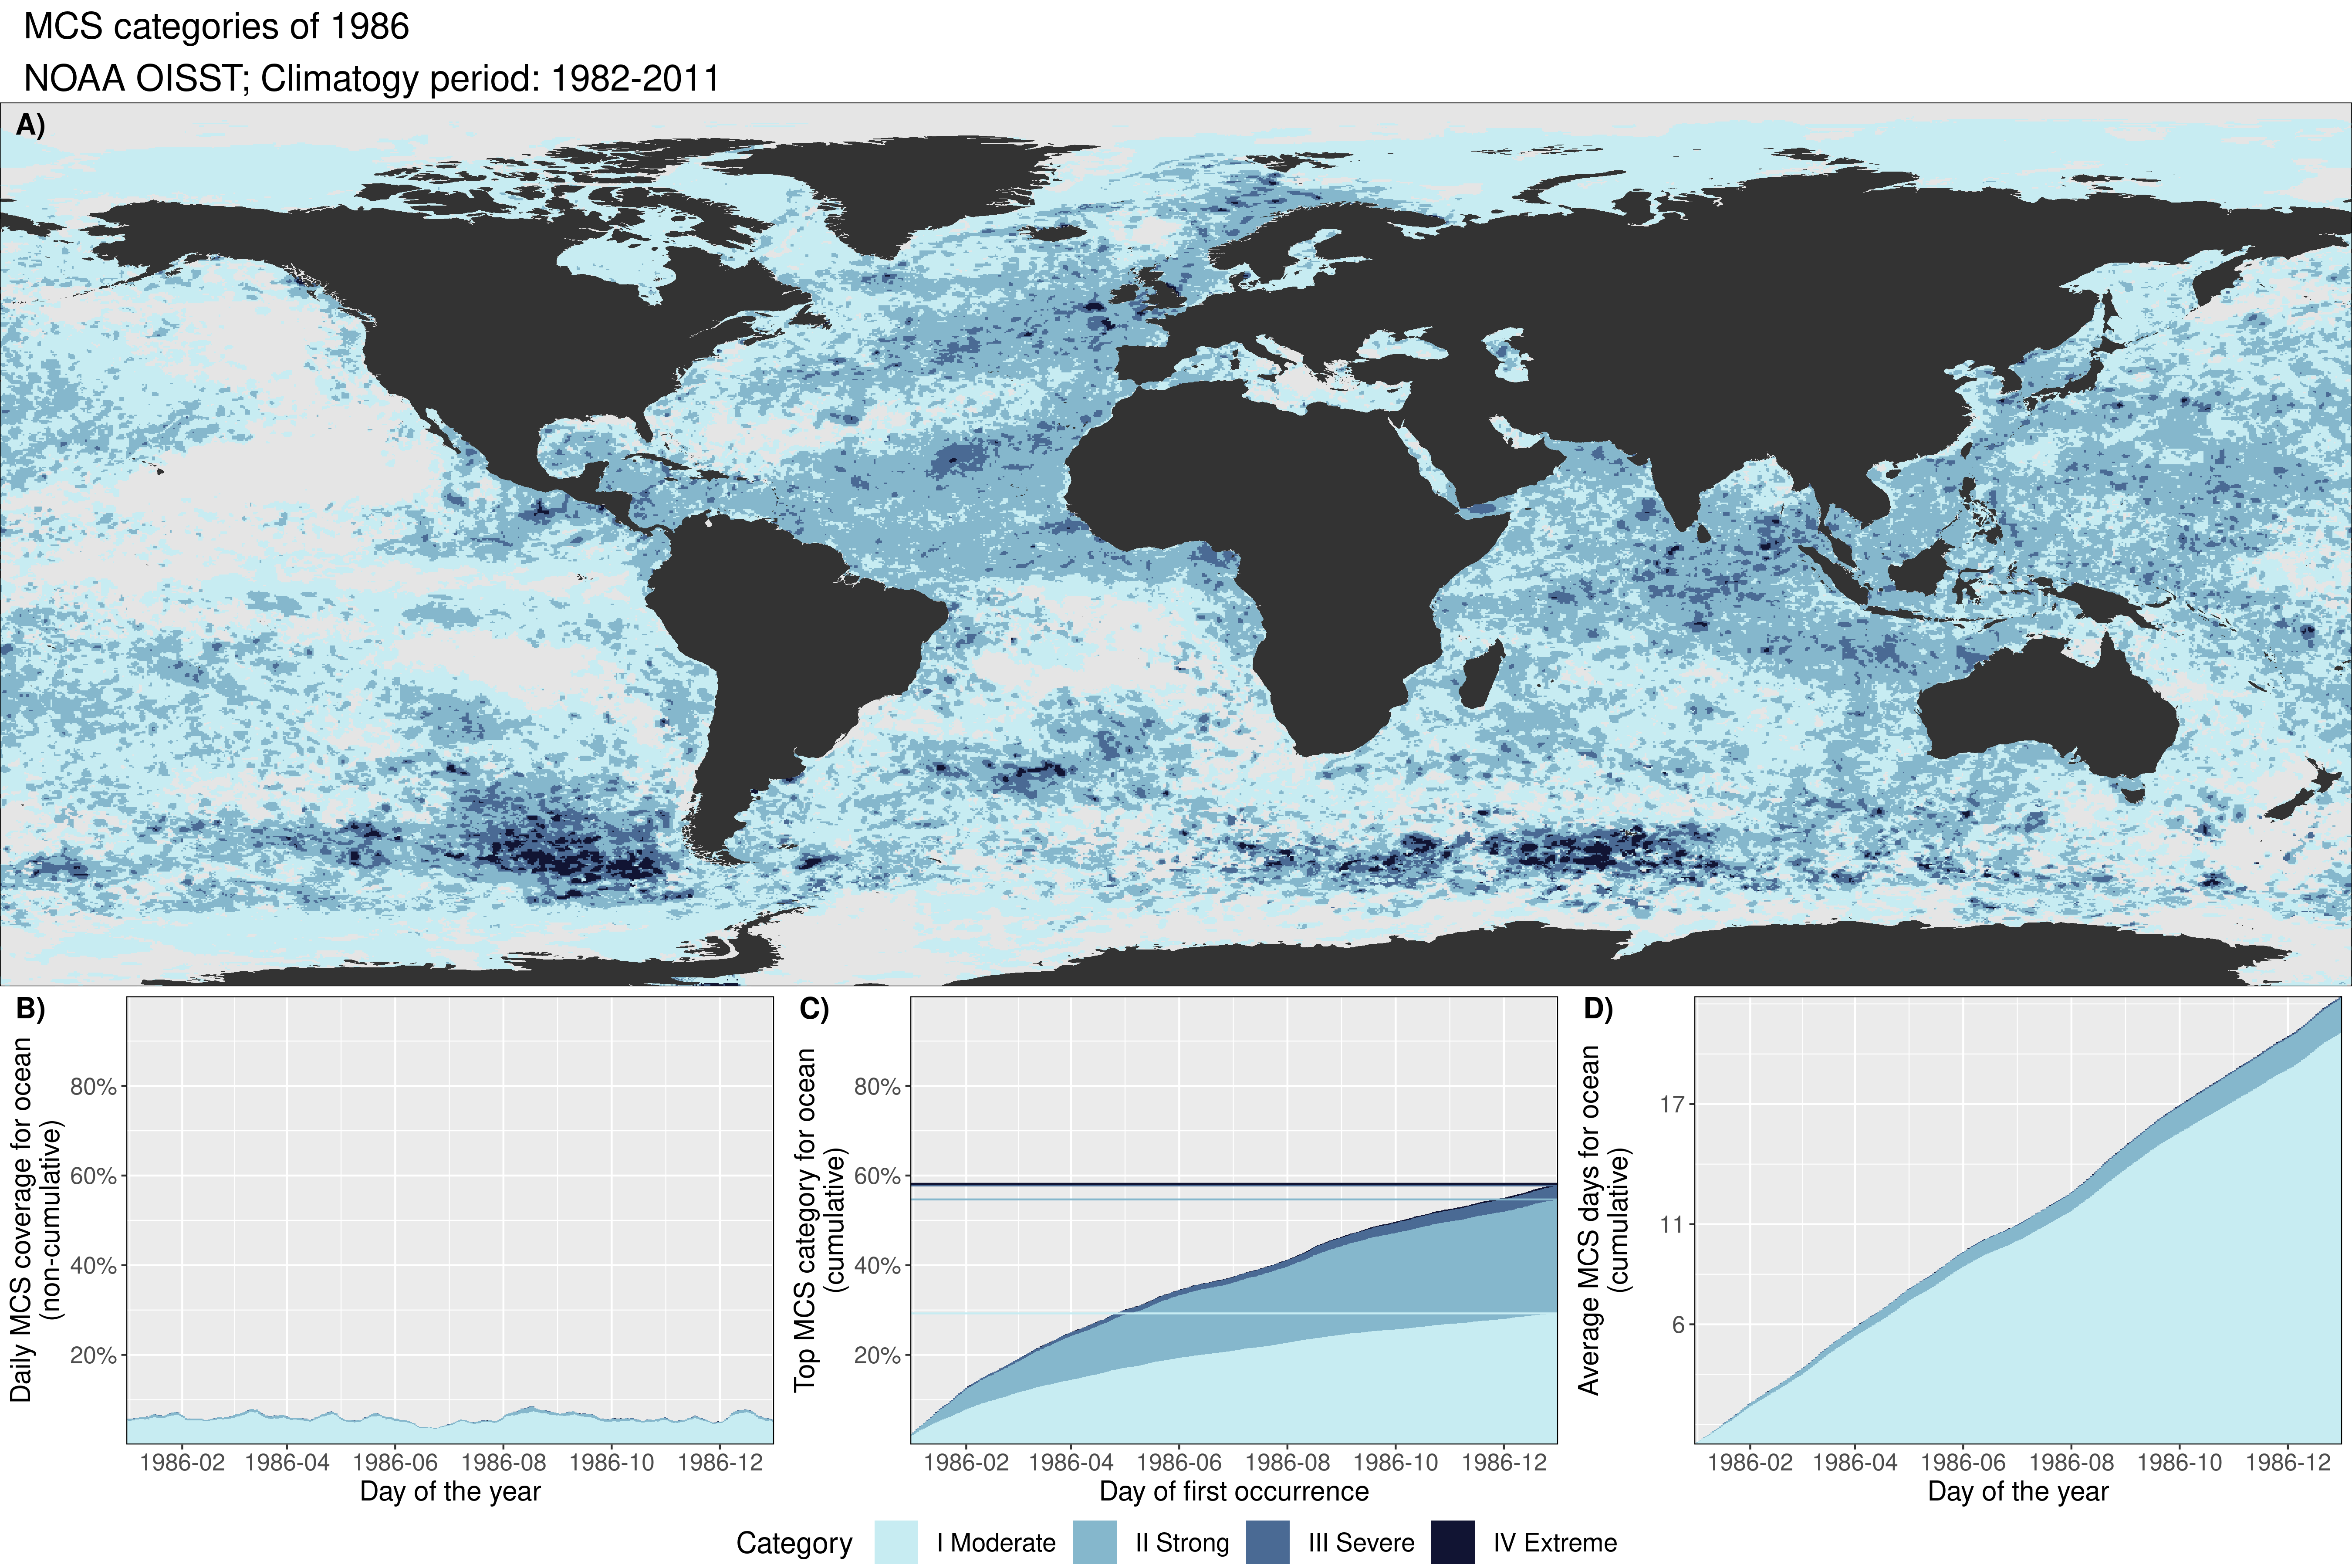 MCS categories of 1986
NOAA OISST; Climatogy period: 1982-2011
A)
B)
Daily MCS coverage for ocean
(non-cumulative)
80%
60%
40%
20%
1986-02 1986-04 1986-06 1986-08 1986-10 1986-12
Day of the year
C)
Top MCS category for ocean
(cumulative)
80%
60%
40%
20%
1986-02 1986-04 1986-06 1986-08 1986-10 1986-12
Day of first occurrence
D)
Average MCS days for ocean
(cumulative)
17
11
6
1986-02 1986-04 1986-06 1986-08 1986-10 1986-12
Day of the year
Category I Moderate II Strong III Severe IV Extreme